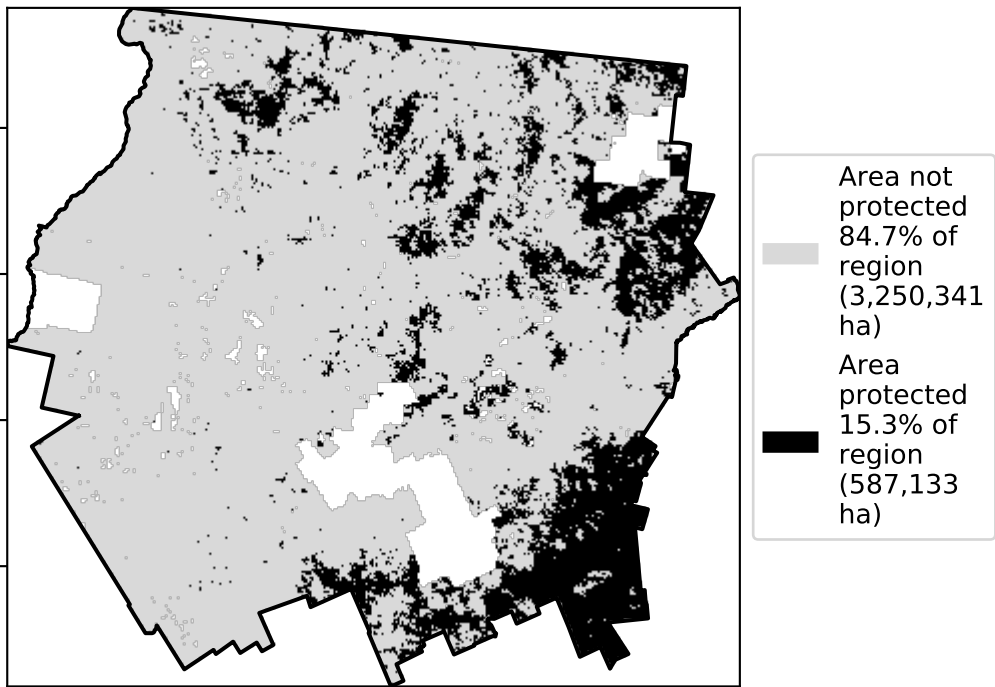 Area not
protected
84.7% of
region
(3,250,341
ha)
Area
protected
15.3% of
region
(587,133
ha)